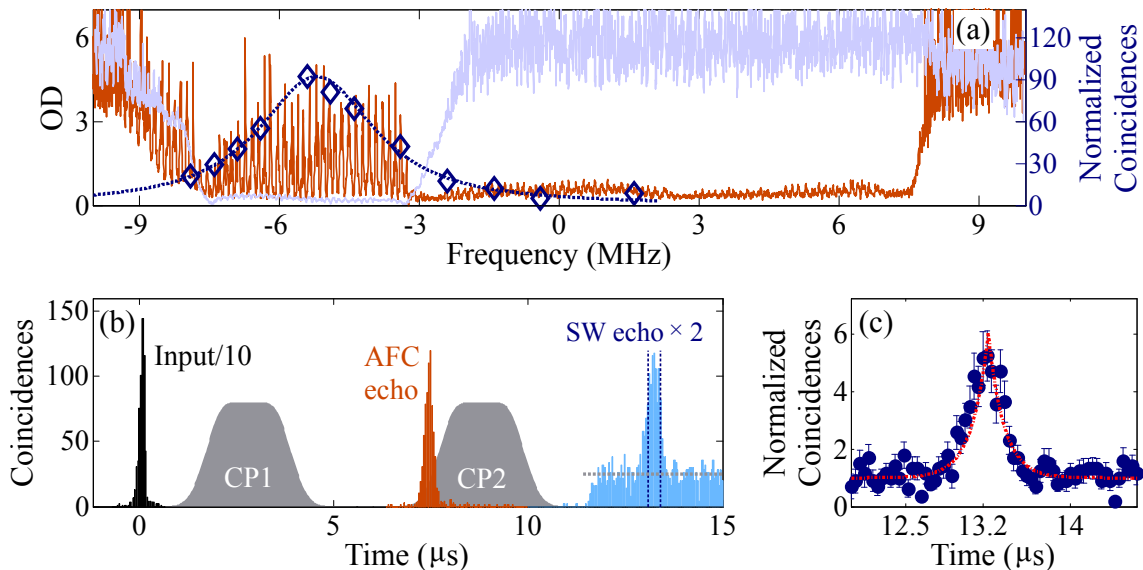 (a)
6
3
0
OD
120
90
60
30
0
Normalized
Coincidences
-9 -6 -3 0 3 6 9
Frequency (MHz)
(b)
150
100
50
0
Coincidences
Input/10
CP1
AFC
echo
CP2
SW echo × 2
0 5 10 15
Time (μs)
(c)
6
4
2
0
Normalized
Coincidences
12.5 13.2 14
Time (μs)